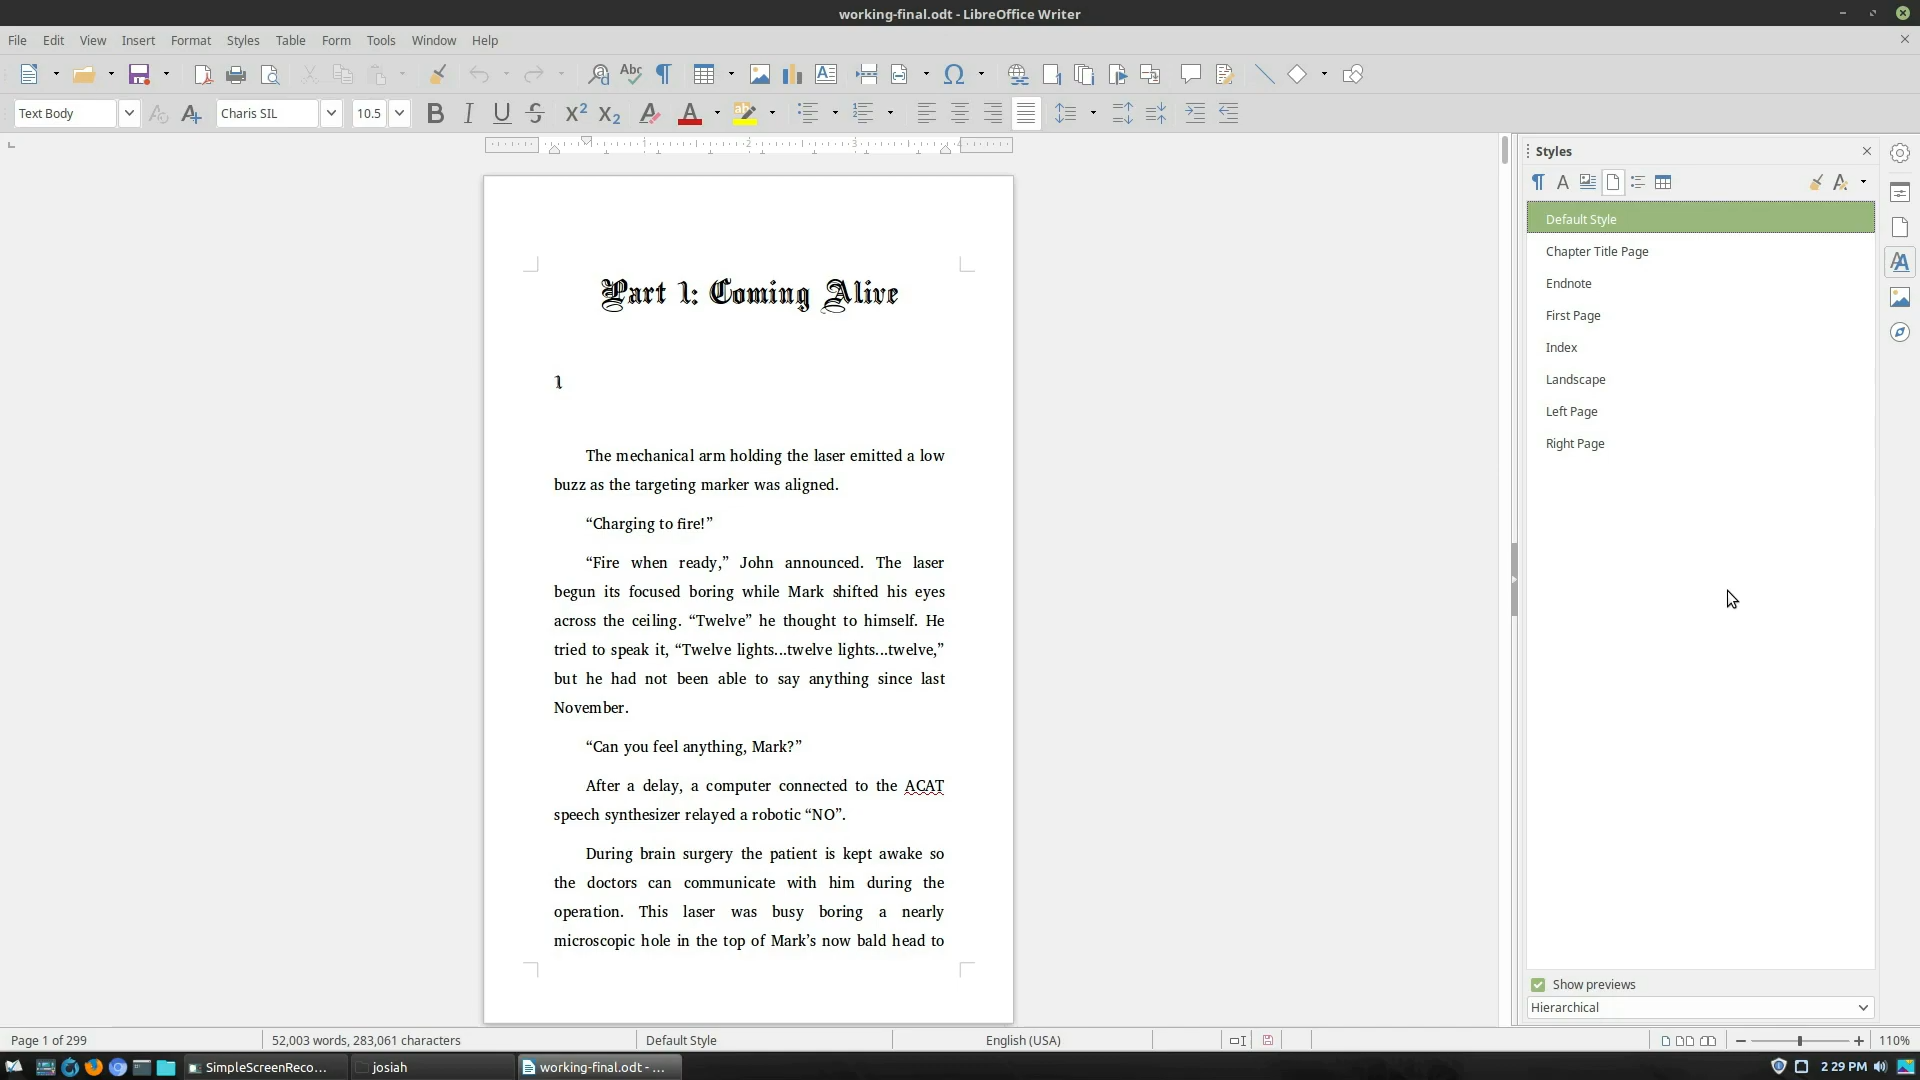 working-final.odt - LibreOffice Writer
File Edit View Insert Format Styles Table Form Tools Window Help
Text Body Charis SIL 10.5
1 2 3 4
Styles
Default Style
Chapter Title Page
Endnote
First Page
Index
Landscape
Left Page
Right Page
Part 1: Coming Alive
1
The mechanical arm holding the laser emitted a low
buzz as the targeting marker was aligned.
“Charging to fire!”
“Fire when ready,” John announced. The laser
begun its focused boring while Mark shifted his eyes
across the ceiling. “Twelve” he thought to himself. He
tried to speak it, “Twelve lights...twelve lights...twelve,”
but he had not been able to say anything since last
November.
“Can you feel anything, Mark?”
After a delay, a computer connected to the ACAT
speech synthesizer relayed a robotic “NO”.
During brain surgery the patient is kept awake so
the doctors can communicate with him during the
operation. This laser was busy boring a nearly
microscopic hole in the top of Mark’s now bald head to
Show previews
Hierarchical
Page 1 of 299 52,003 words, 283,061 characters Default Style English (USA) 110%
SimpleScreenReco... josiah working-final.odt - ... 2 29 PM